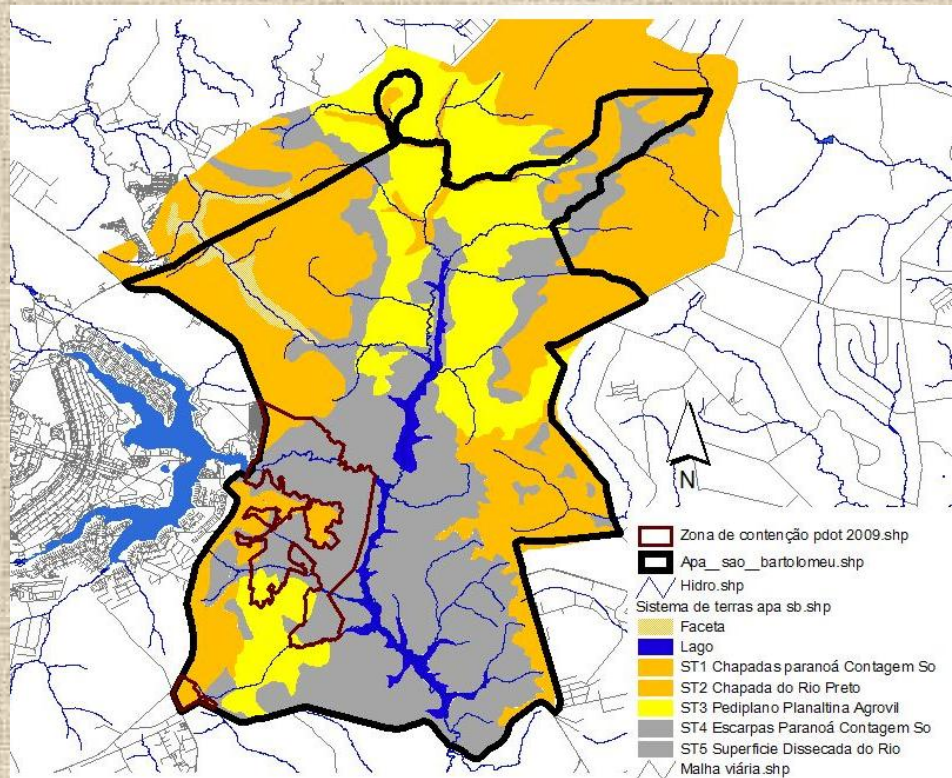 N
Zona de contenção pdot 2009.shp
Apa__sao__bartolomeu.shp
Hidro.shp
Sistema de terras apa sb.shp
Faceta
Lago
ST1 Chapadas paranoá Contagem So
ST2 Chapada do Rio Preto
ST3 Pediplano Planaltina Agrovil
ST4 Escarpas Paranoá Contagem So
ST5 Superfície Dissecada do Rio
Malha viária.shp